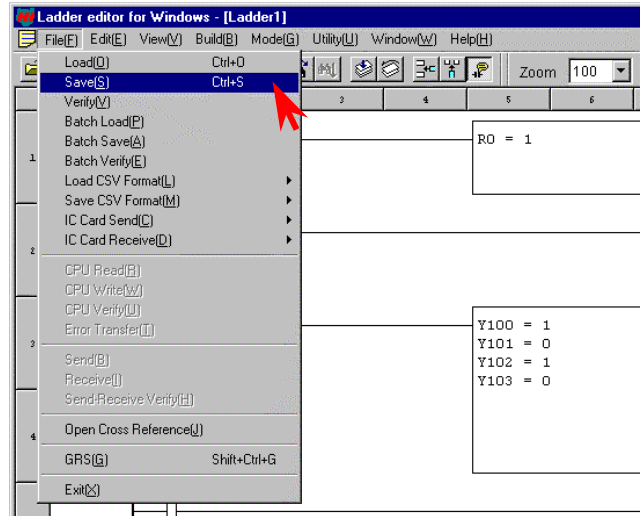 Ladder editor for Windows - [Ladder1]
File(F) Edit(E) View(V) Build(B) Mode(G) Utility(U) Window(W) Help(H)
Zoom 100
3 4 5 6
Load(O) Ctrl+O
Save(S) Ctrl+S
Verify(V)
Batch Load(P)
Batch Save(A)
Batch Verify(E)
Load CSV Format(L)
Save CSV Format(M)
IC Card Send(C)
IC Card Receive(D)
CPU Read(R)
CPU Write(W)
CPU Verify(U)
Error Transfer(T)
Send(B)
Receive(I)
Send-Receive Verify(H)
Open Cross Reference(J)
GRS(G) Shift+Ctrl+G
Exit(X)
1
2
3
4
R0 = 1
Y100 = 1
Y101 = 0
Y102 = 1
Y103 = 0